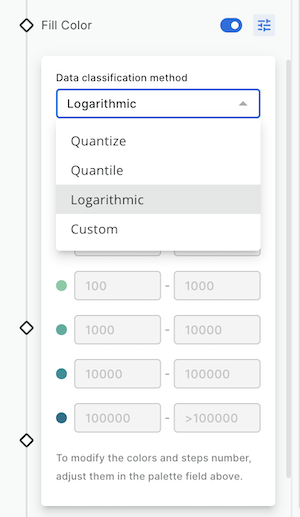 Fill Color
Data classification method
Logarithmic
Quantize
Quantile
Logarithmic
Custom
100 - 1000
1000 - 10000
10000 - 100000
100000 - >100000
To modify the colors and steps number,
adjust them in the palette field above.